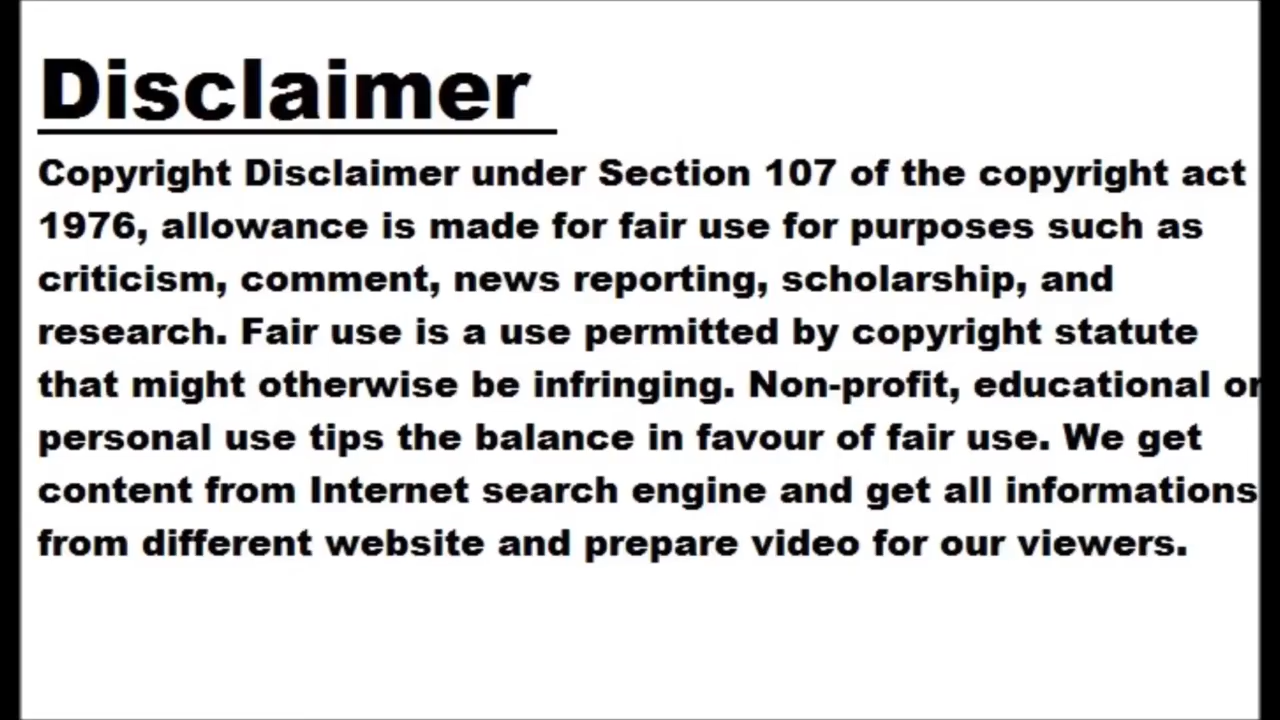 Disclaimer
Copyright Disclaimer under Section 107 of the copyright act
1976, allowance is made for fair use for purposes such as
criticism, comment, news reporting, scholarship, and
research. Fair use is a use permitted by copyright statute
that might otherwise be infringing. Non-profit, educational or
personal use tips the balance in favour of fair use. We get
content from Internet search engine and get all informations
from different website and prepare video for our viewers.